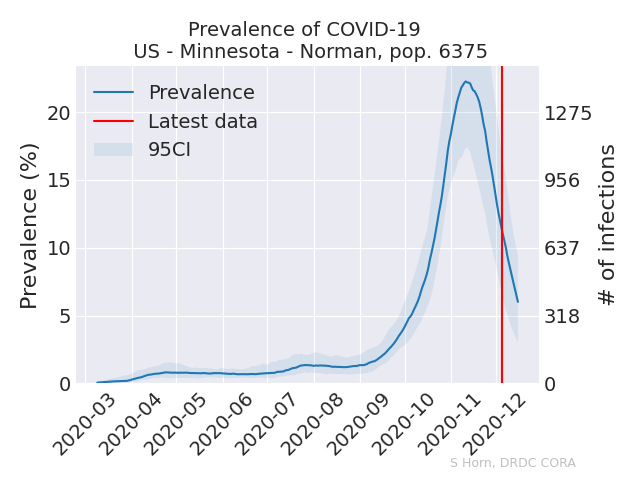 Prevalence of COVID-19
US - Minnesota - Norman, pop. 6375
Prevalence
Latest data
95CI
Prevalence (%)
20
15
10
5
0
1275
956
637
318
0
# of infections
2020-03
2020-04
2020-05
2020-06
2020-07
2020-08
2020-09
2020-10
2020-11
2020-12
S Horn, DRDC CORA